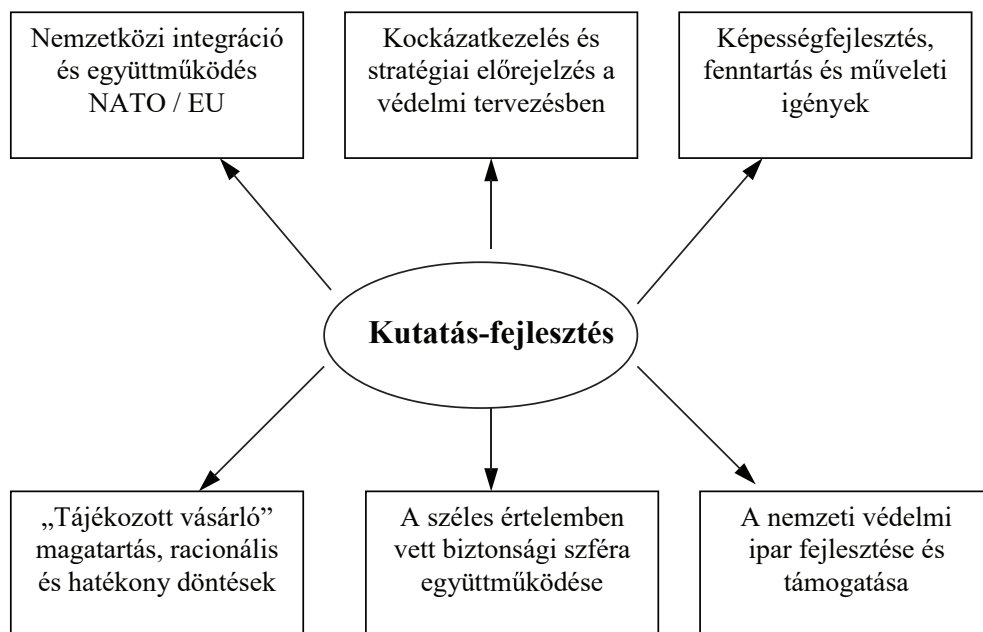 Nemzetközi integráció
és együttműködés
NATO / EU
Kockázatkezelés és
stratégiai előrejelzés a
védelmi tervezésben
Képességfejlesztés,
fenntartás és műveleti
igények
Kutatás-fejlesztés
„Tájékozott vásárló”
magatartás, racionális
és hatékony döntések
A széles értelemben
vett biztonsági szféra
együttműködése
A nemzeti védelmi
ipar fejlesztése és
támogatása